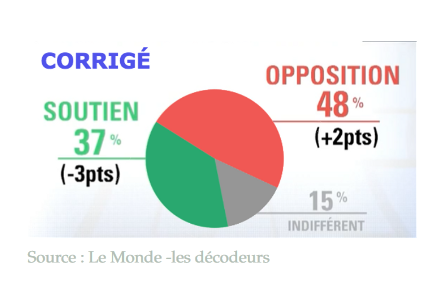 CORRIGÉ
OPPOSITION
48 %
(+2pts)
SOUTIEN
37 %
(-3pts)
15 %
INDIFFÉRENT
Source : Le Monde -les décodeurs